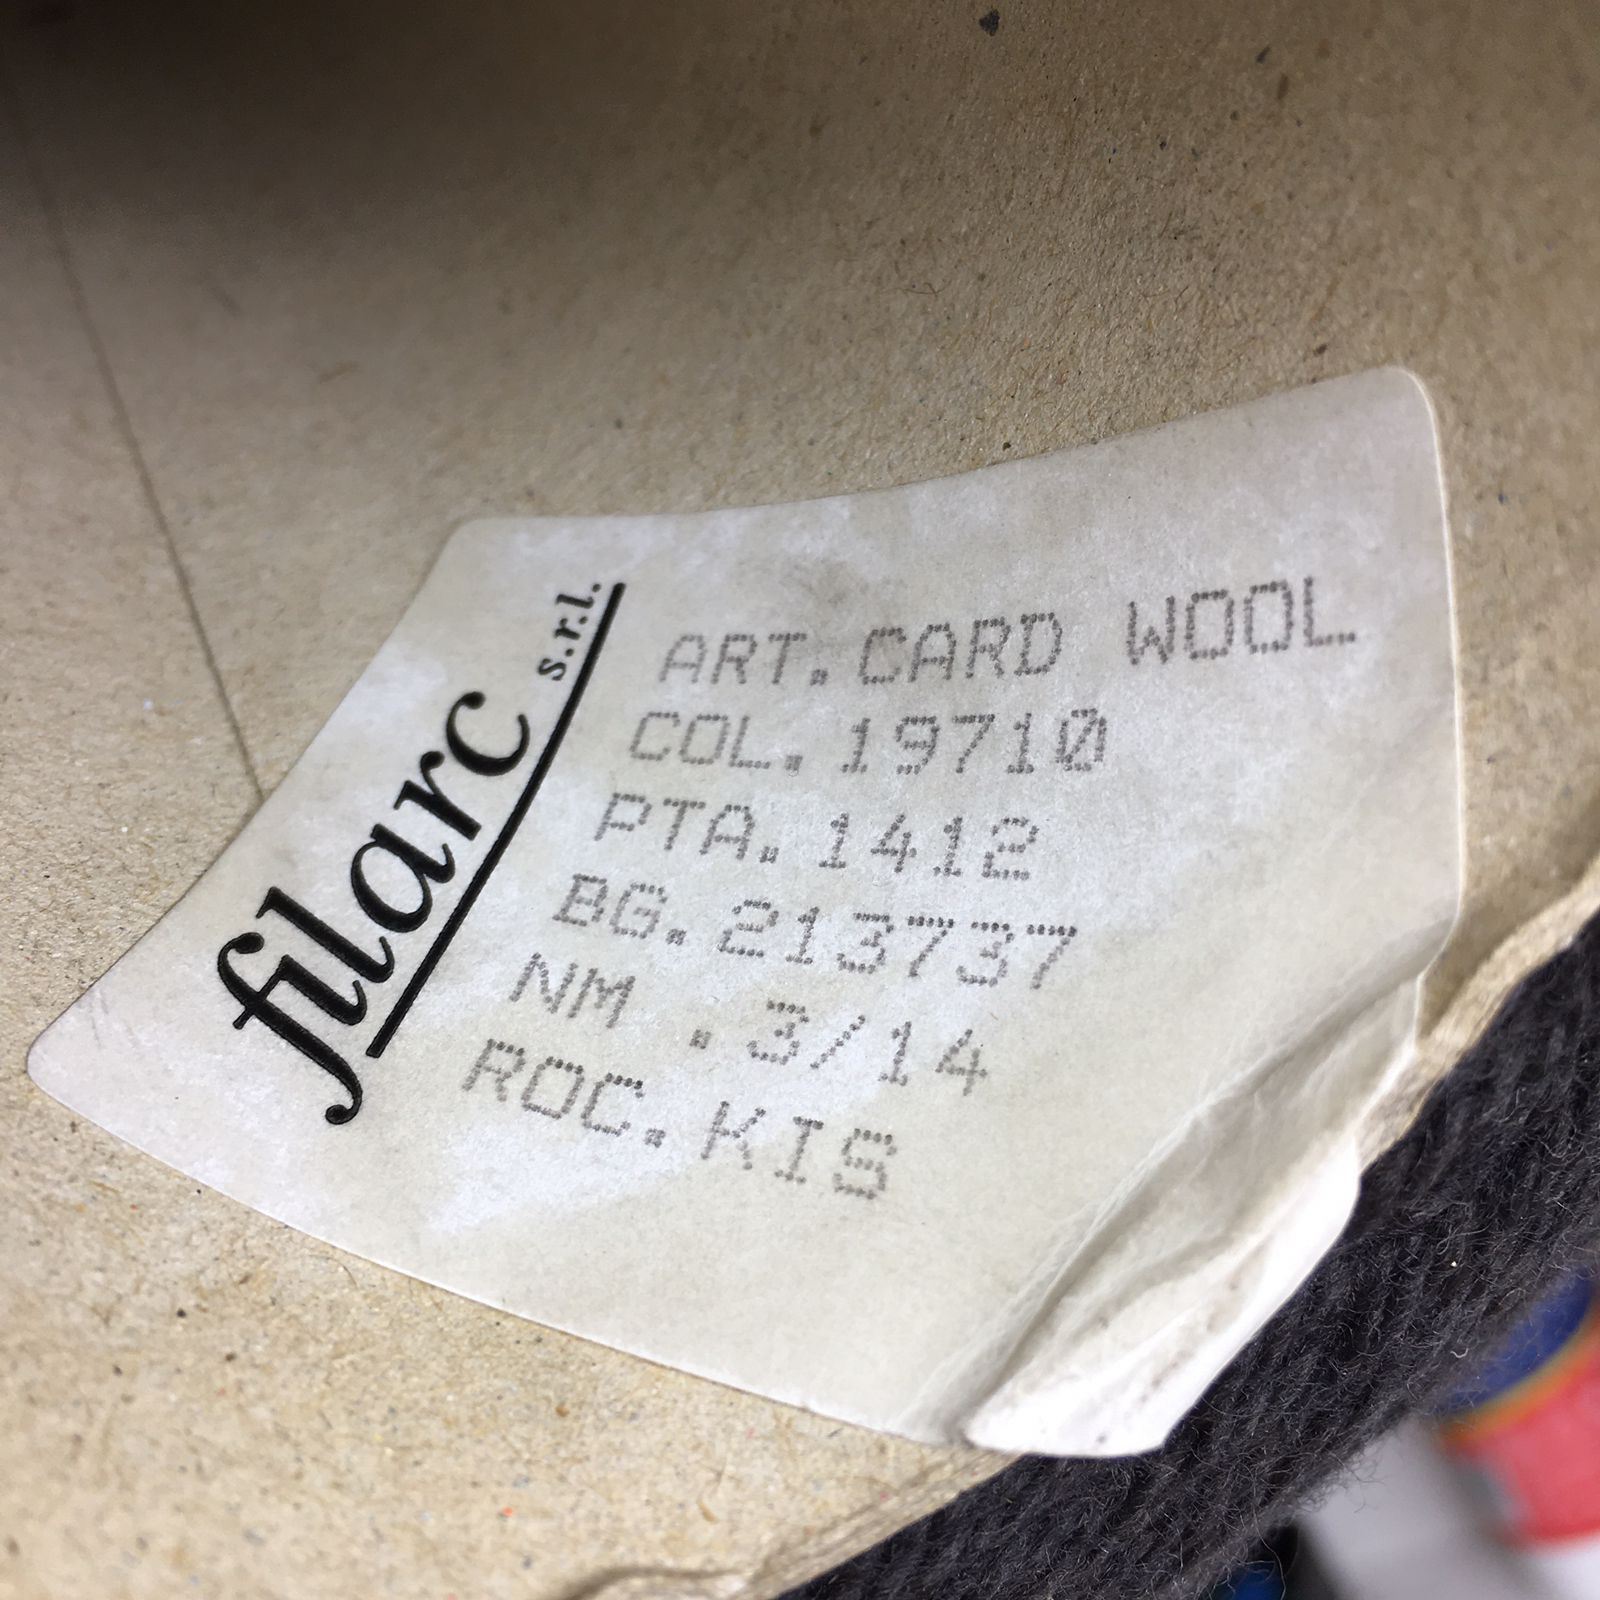 filarc s.r.l.
ART.CARD WOOL
COL.19710
PTA.1412
BG.213737
NM .3/14
ROC.KIS